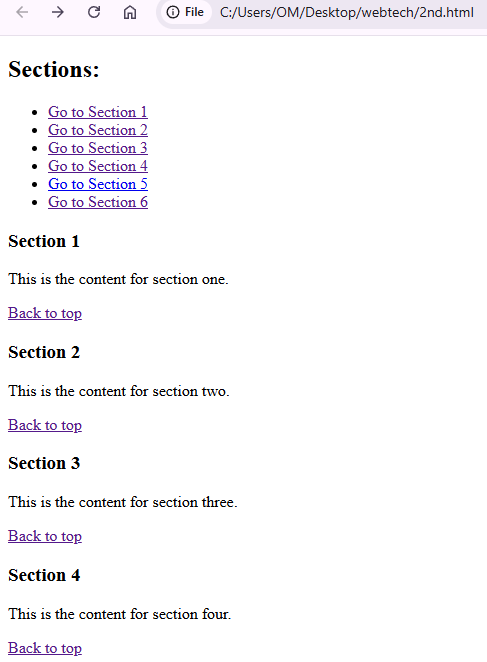 File C:/Users/OM/Desktop/webtech/2nd.html
Sections:
Go to Section 1
Go to Section 2
Go to Section 3
Go to Section 4
Go to Section 5
Go to Section 6
Section 1
This is the content for section one.
Back to top
Section 2
This is the content for section two.
Back to top
Section 3
This is the content for section three.
Back to top
Section 4
This is the content for section four.
Back to top